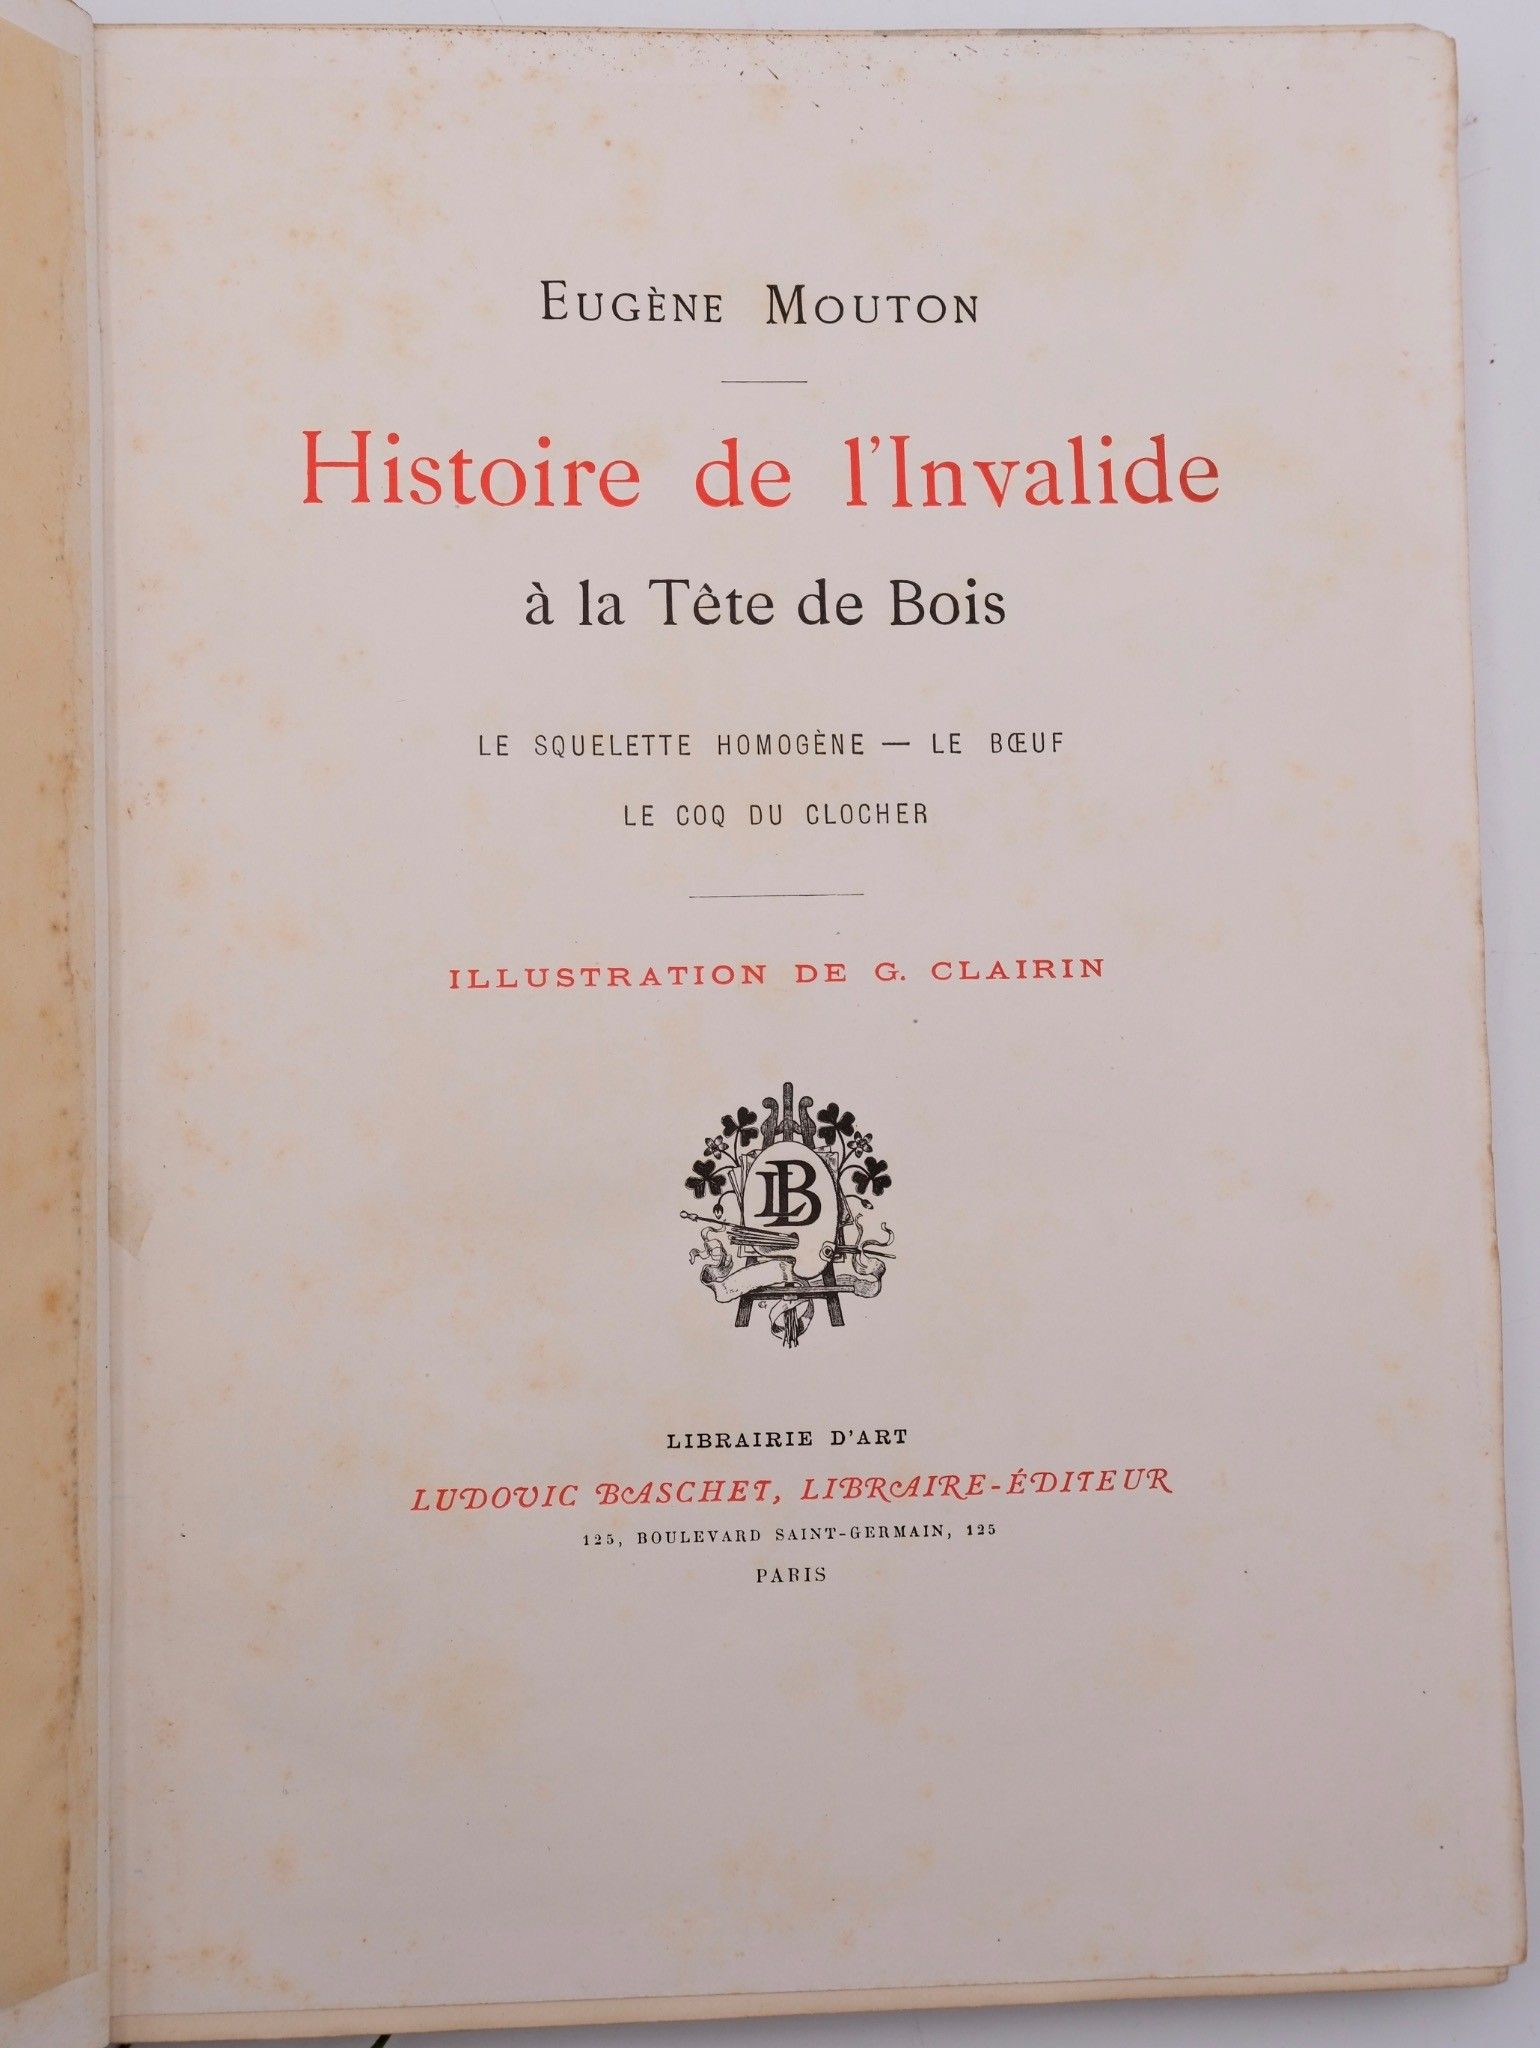 EUGÈNE MOUTON
Histoire de l'Invalide
à la Tête de Bois
LE SQUELETTE HOMOGÈNE — LE BŒUF
LE COQ DU CLOCHER
ILLUSTRATION DE G. CLAIRIN
LB
LIBRAIRIE D'ART
LUDOVIC BASCHET, LIBRAIRE-ÉDITEUR
125, BOULEVARD SAINT-GERMAIN, 125
PARIS